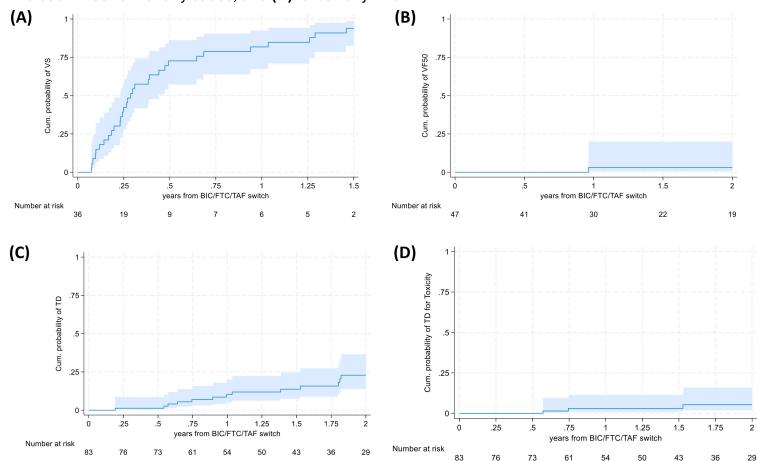 (A)
1
.75
.5
.25
0
Cum. probability of VS
0 .25 .5 .75 1 1.25 1.5
years from BIC/FTC/TAF switch
Number at risk
36 19 9 7 6 5 2
(B)
1
.75
.5
.25
0
Cum. probability of VF50
0 1 2
years from BIC/FTC/TAF switch
Number at risk
47 41 30 22 19
(C)
1
.75
.5
.25
0
Cum. probability of TD
0 .25 .5 .75 1 1.25 1.5 1.75 2
years from BIC/FTC/TAF switch
Number at risk
83 76 73 61 54 50 43 36 29
(D)
1
.75
.5
.25
0
Cum. probability of TD for Toxicity
0 .25 .5 .75 1 1.25 1.5 1.75 2
years from BIC/FTC/TAF switch
Number at risk
83 76 73 61 54 50 43 36 29